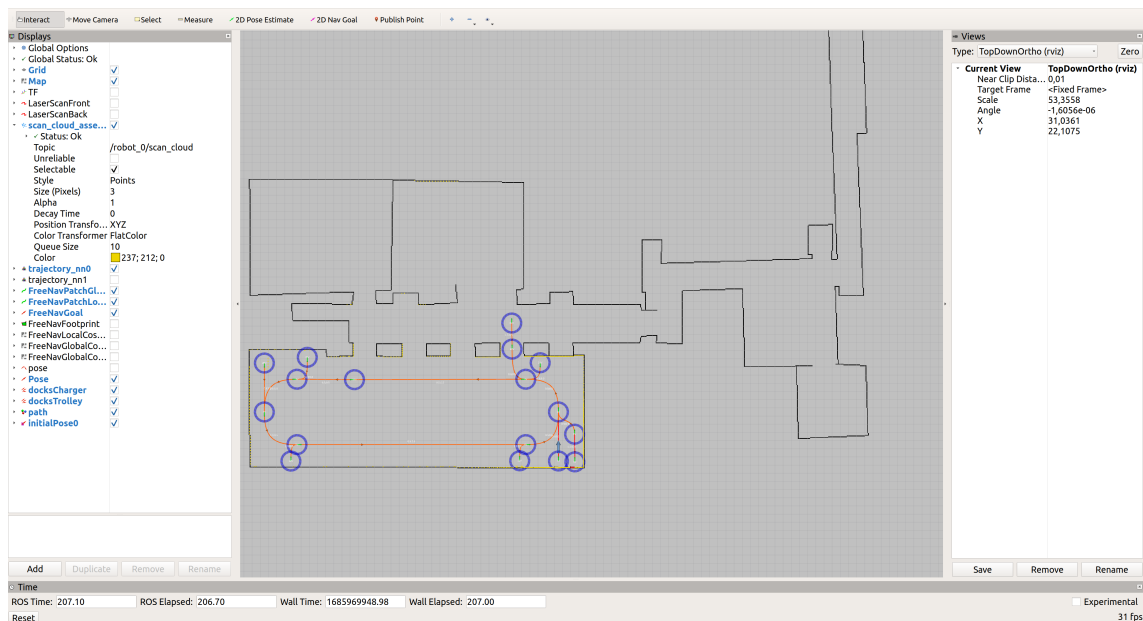 Interact Move Camera Select Measure 2D Pose Estimate 2D Nav Goal Publish Point
Displays
Global Options
Global Status: Ok
Grid
Map
TF
LaserScanFront
LaserScanBack
scan_cloud_asse...
Status: Ok
Topic /robot_0/scan_cloud
Unreliable
Selectable
Style Points
Size (Pixels) 3
Alpha 1
Decay Time 0
Position Transfo... XYZ
Color Transformer FlatColor
Queue Size 10
Color 237; 212; 0
trajectory_nn0
trajectory_nn1
FreeNavPatchGl...
FreeNavPatchLo...
FreeNavGoal
FreeNavFootprint
FreeNavLocalCos...
FreeNavGlobalCo...
FreeNavGlobalCo...
pose
Pose
docksCharger
docksTrolley
path
initialPose0
Add Duplicate Remove Rename
Views
Type: TopDownOrtho (rviz) Zero
Current View TopDownOrtho (rviz)
Near Clip Dista... 0,01
Target Frame <Fixed Frame>
Scale 53,3558
Angle -1,6056e-06
X 31,0361
Y 22,1075
Save Remove Rename
Time
ROS Time: 207.10 ROS Elapsed: 206.70 Wall Time: 1685969948.98 Wall Elapsed: 207.00 Experimental
Reset 31 fps